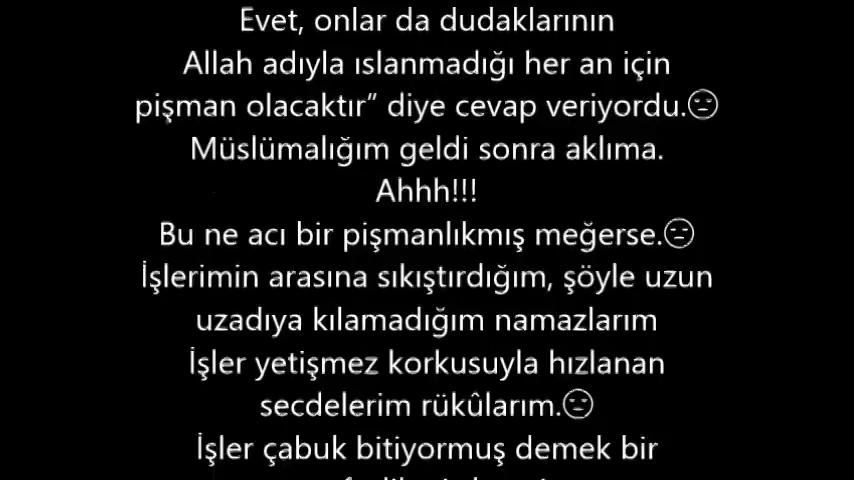 Evet, onlar da dudaklarının
Allah adıyla ıslanmadığı her an için
pişman olacaktır” diye cevap veriyordu.😔
Müslümalığım geldi sonra aklıma.
Ahhh!!!
Bu ne acı bir pişmanlıkmış meğerse.😔
İşlerimin arasına sıkıştırdığım, şöyle uzun
uzadıya kılamadığım namazlarım
İşler yetişmez korkusuyla hızlanan
secdelerim rükûlarım.😔
İşler çabuk bitiyormuş demek bir